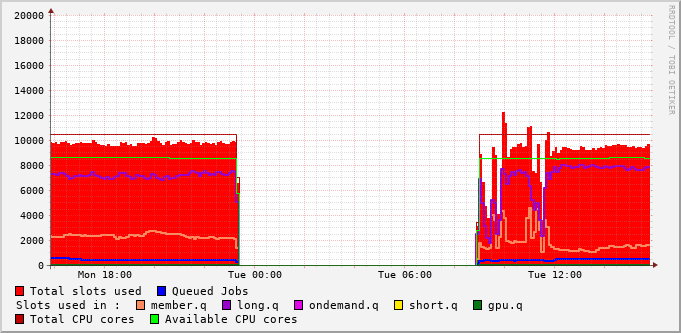 20000
18000
16000
14000
12000
10000
8000
6000
4000
2000
0
Mon 18:00 Tue 00:00 Tue 06:00 Tue 12:00
RRDTOOL / TOBI OETIKER
Total slots used Queued Jobs
Slots used in : member.q long.q ondemand.q short.q gpu.q
Total CPU cores Available CPU cores